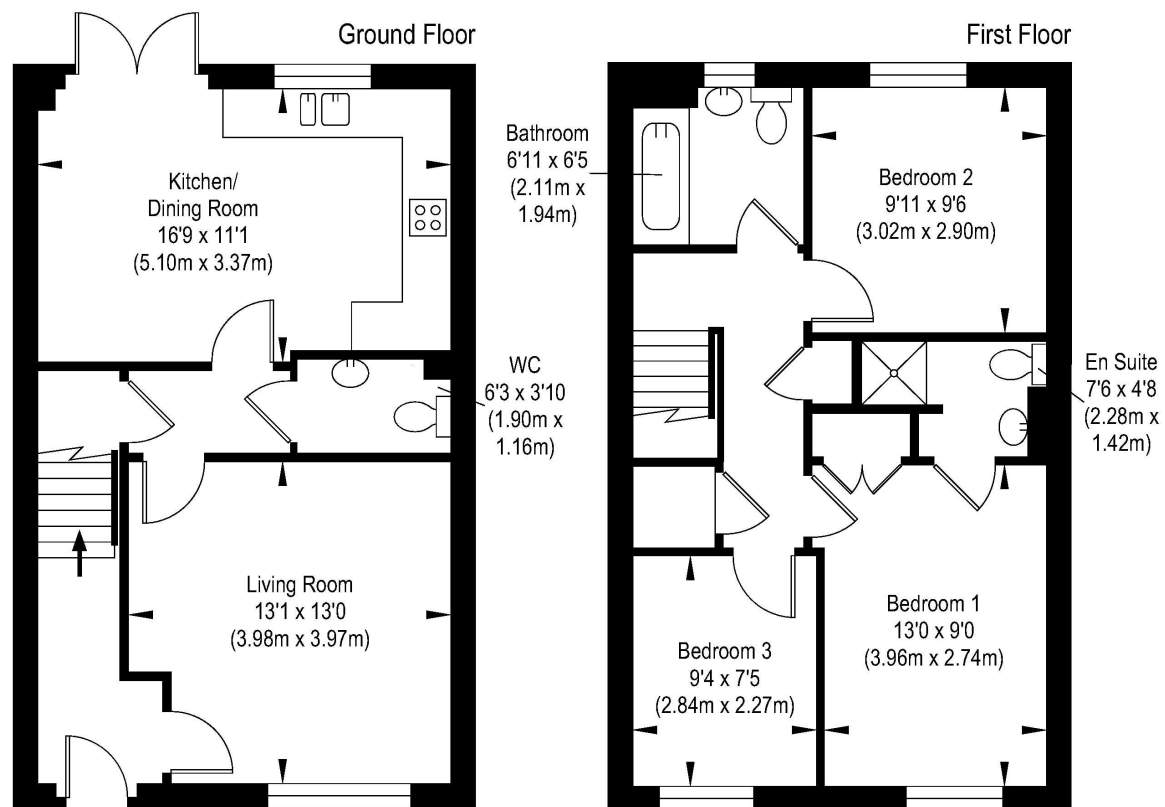 Ground Floor
First Floor
Kitchen/
Dining Room
16'9 x 11'1
(5.10m x 3.37m)
WC
6'3 x 3'10
(1.90m x
1.16m)
Living Room
13'1 x 13'0
(3.98m x 3.97m)
Bathroom
6'11 x 6'5
(2.11m x
1.94m)
Bedroom 2
9'11 x 9'6
(3.02m x 2.90m)
En Suite
7'6 x 4'8
(2.28m x
1.42m)
Bedroom 1
13'0 x 9'0
(3.96m x 2.74m)
Bedroom 3
9'4 x 7'5
(2.84m x 2.27m)